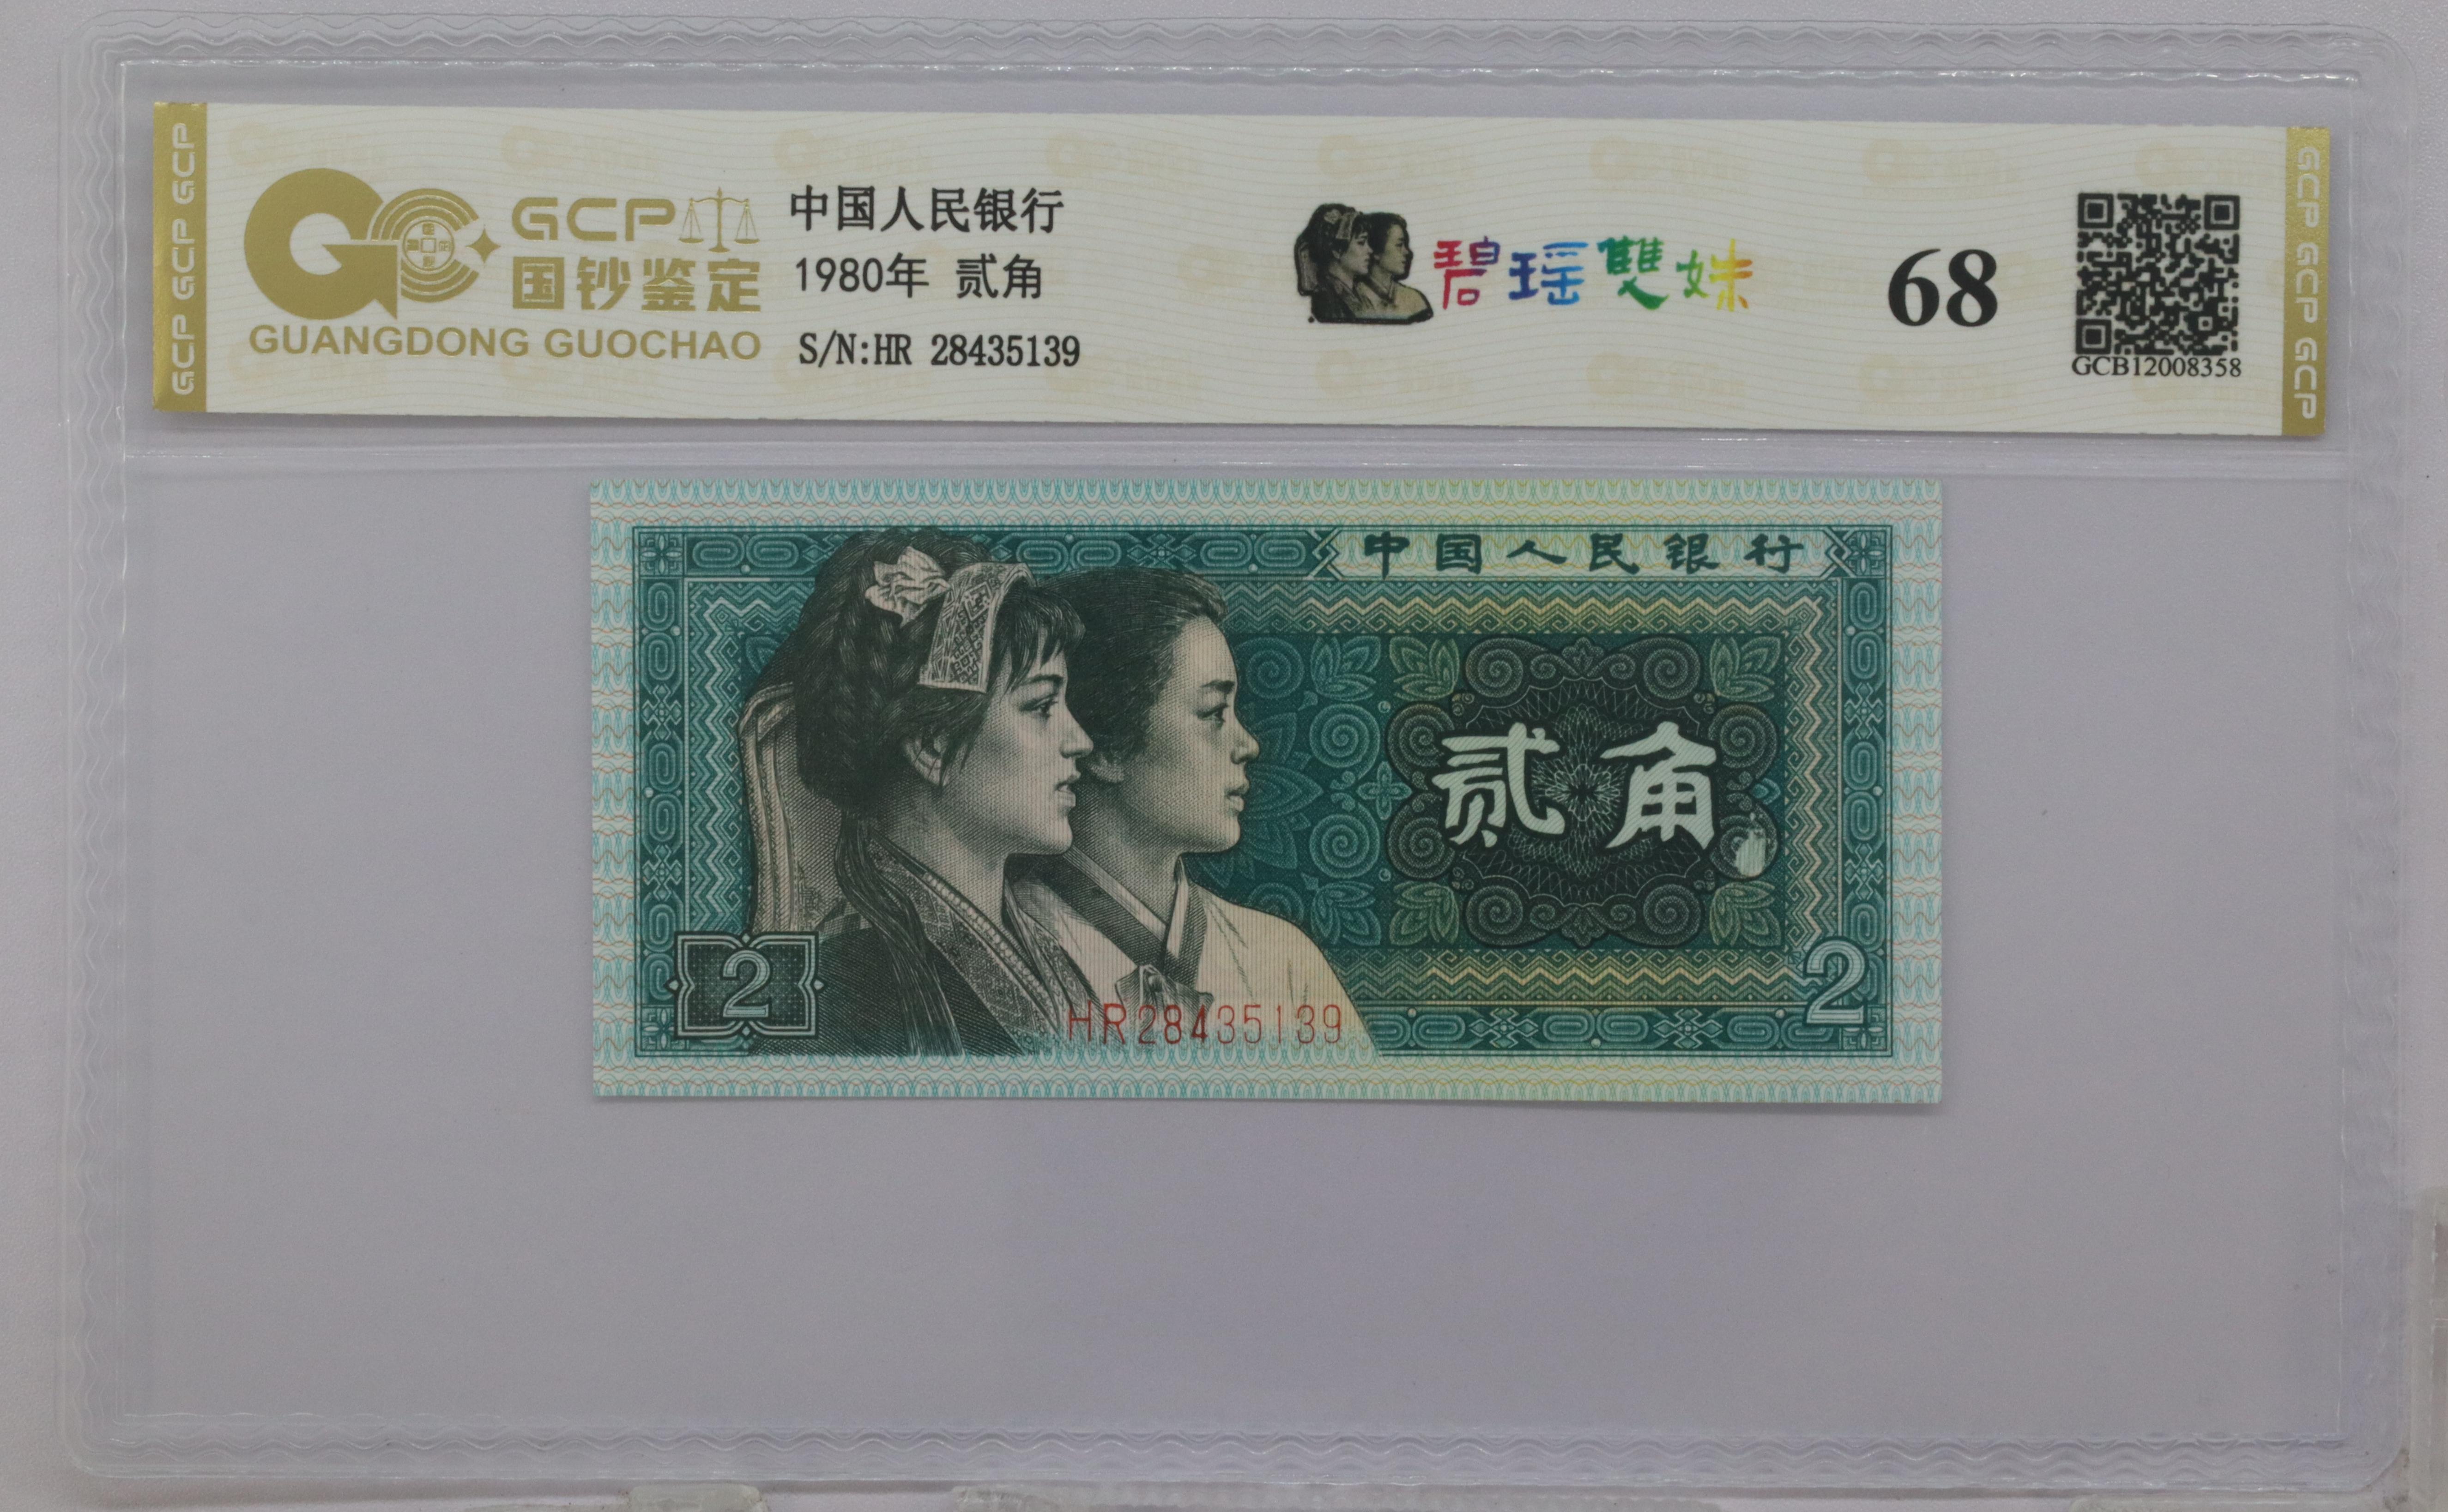 GCP GCP GCP
GCP
国钞鉴定
GUANGDONG GUOCHAO
中国人民银行
1980年 贰角
S/N:HR 28435139
碧瑶雙妹
68
GCB12008358
GCP GCP GCP
中国人民银行
贰角
2
HR28435139
2